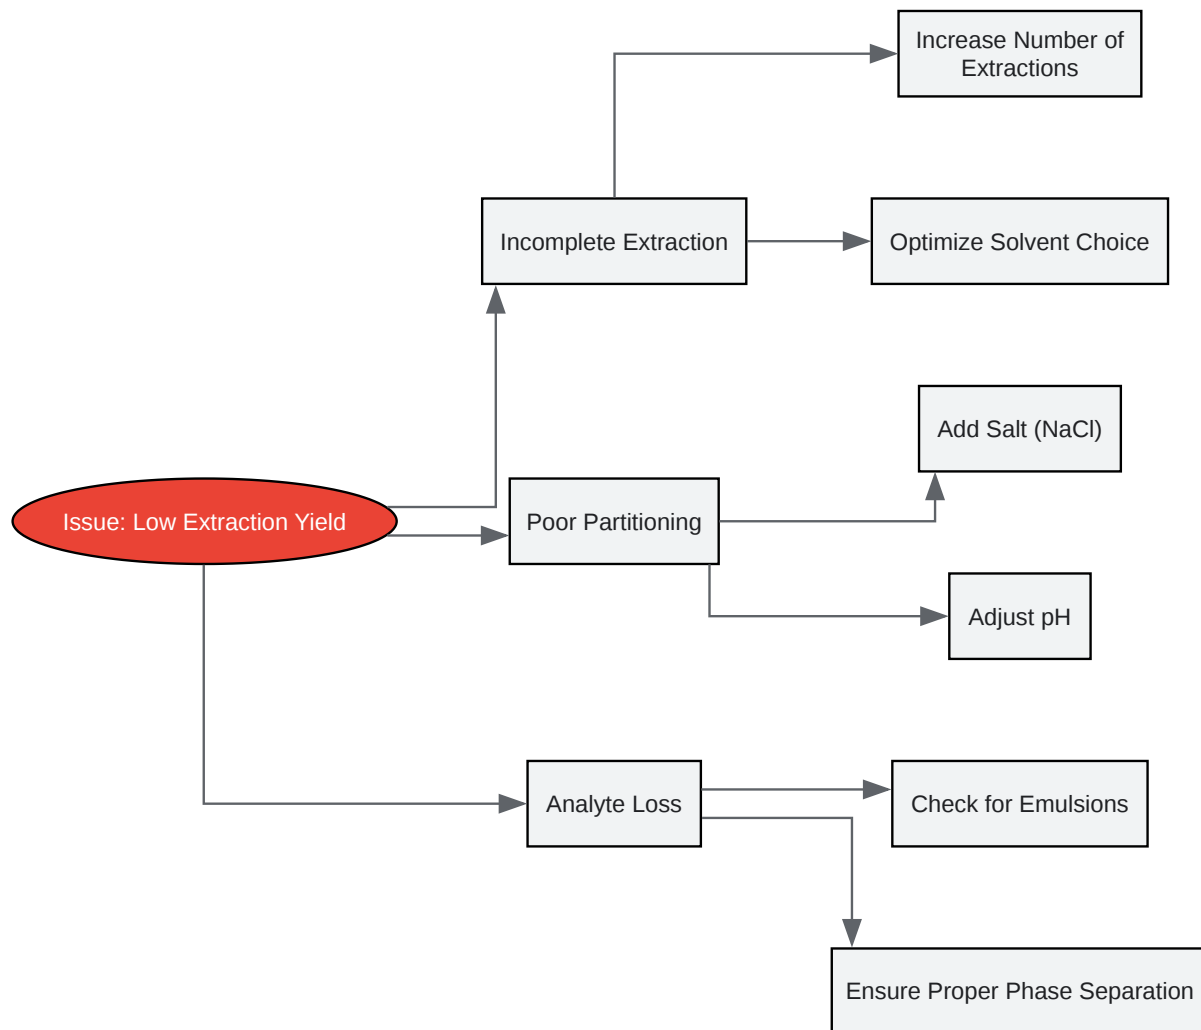 Increase Number of
Extractions
Incomplete Extraction
Optimize Solvent Choice
Add Salt (NaCl)
Issue: Low Extraction Yield
Poor Partitioning
Adjust pH
Analyte Loss
Check for Emulsions
Ensure Proper Phase Separation